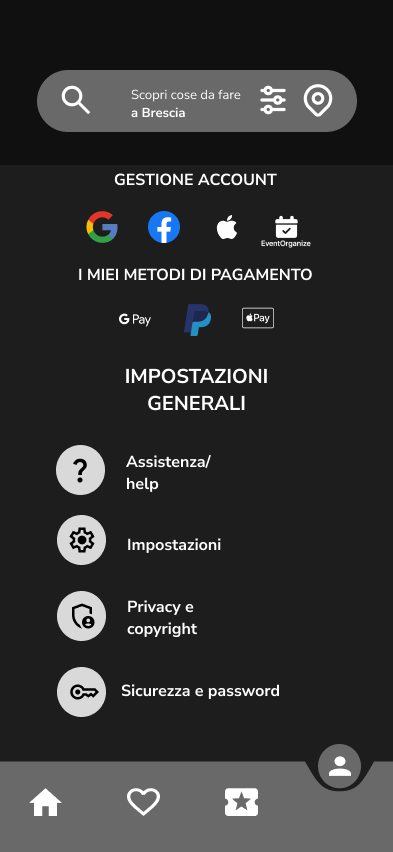 Scopri cose da fare
a Brescia
GESTIONE ACCOUNT
EventOrganize
I MIEI METODI DI PAGAMENTO
G Pay
Pay
IMPOSTAZIONI
GENERALI
?
Assistenza/
help
Impostazioni
Privacy e
copyright
Sicurezza e password